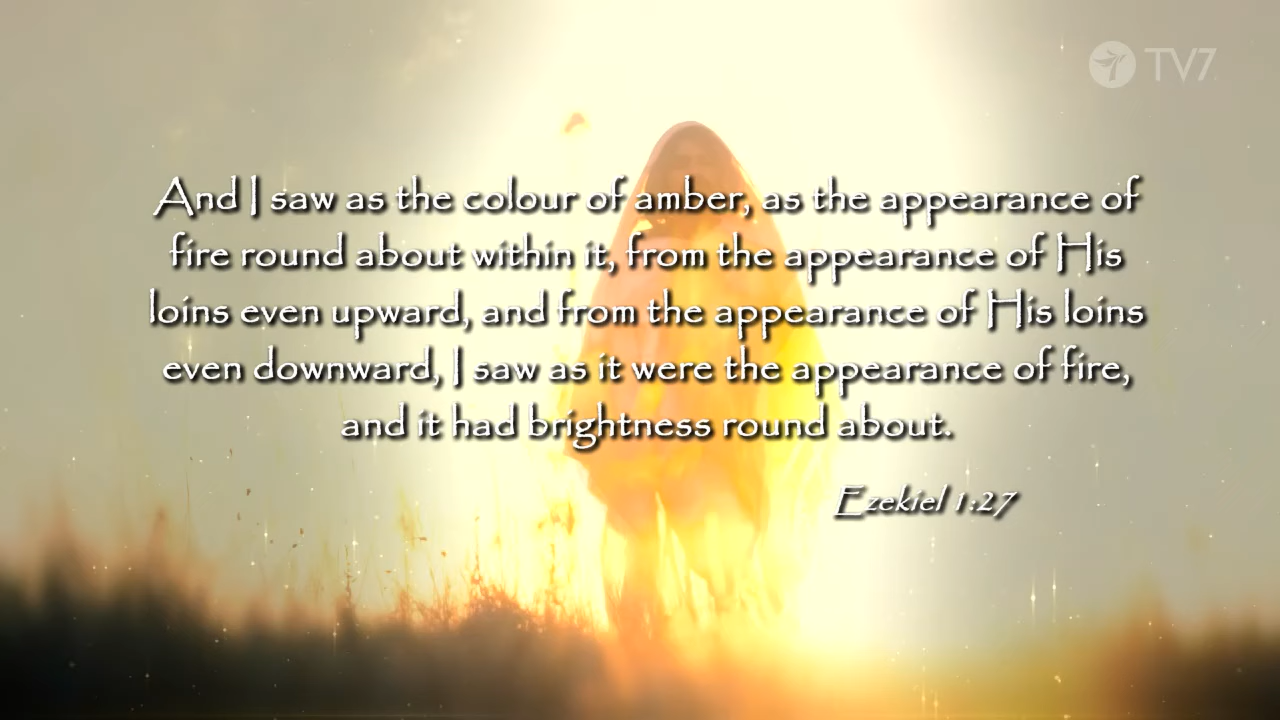 TV7
And I saw as the colour of amber, as the appearance of
fire round about within it, from the appearance of His
loins even upward, and from the appearance of His loins
even downward, I saw as it were the appearance of fire,
and it had brightness round about.
Ezekiel 1:27